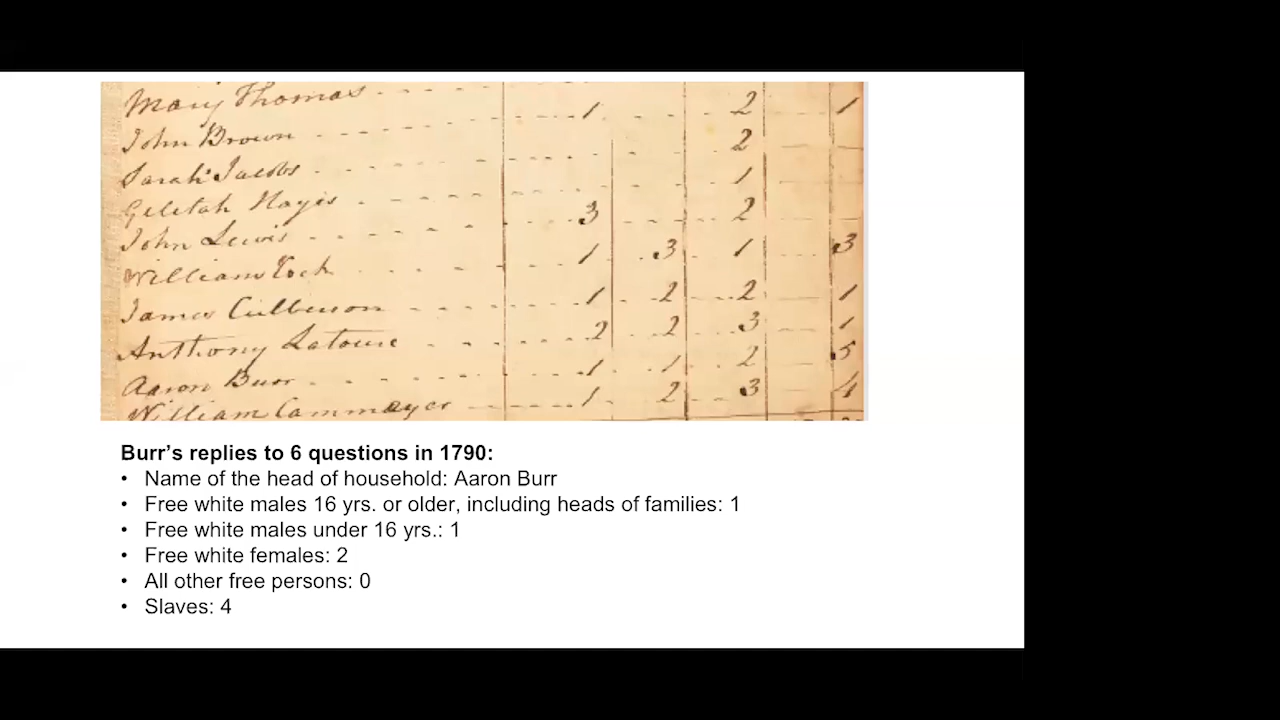 Mary Thomas
John Brown 1 2 1
Sarah Jacobs 2
Geletah Hayes 1
John Lewis 3 2
William 1 3 1 3
James Culberson 1 2 2 1
Anthony 2 2 3 1
Aaron Burr 1 1 2 5
William Cammayer 1 2 3 4
Burr's replies to 6 questions in 1790:
• Name of the head of household: Aaron Burr
• Free white males 16 yrs. or older, including heads of families: 1
• Free white males under 16 yrs.: 1
• Free white females: 2
• All other free persons: 0
• Slaves: 4